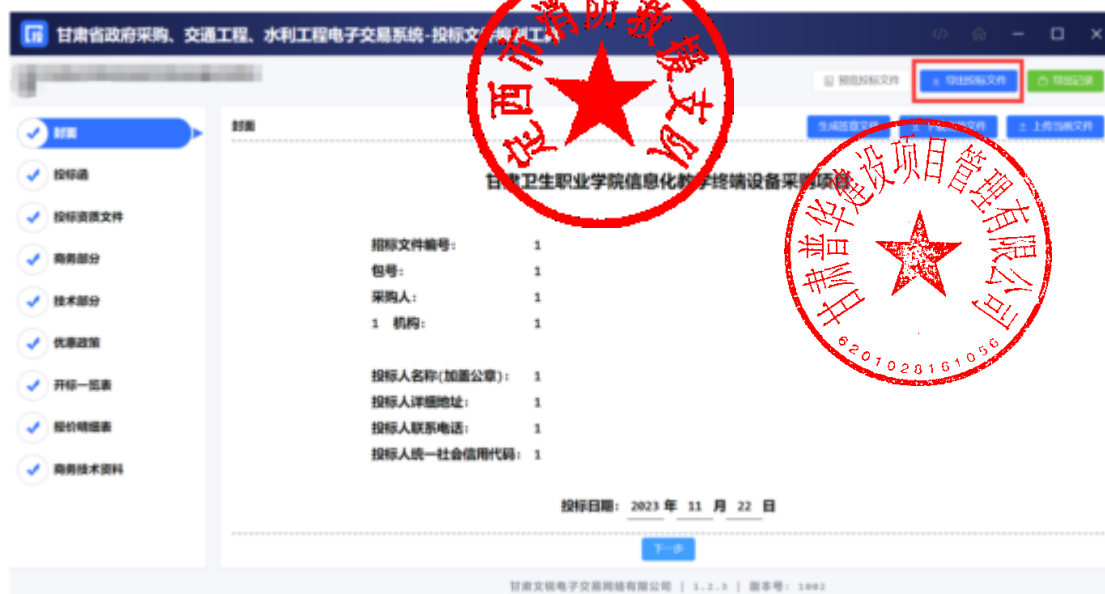 甘肃省政府采购、交通工程、水利工程电子交易系统-投标文件编制工具
预览投标文件
导出投标文件
导出记录
定西市消防救援支队
封面
投标函
投标资质文件
商务部分
技术部分
优惠政策
开标一览表
报价明细表
商务技术资料
封面
生成签章文件
上传当前文件
甘肃卫生职业学院信息化教学终端设备采购项目
招标文件编号： 1
包号： 1
采购人： 1
1 机构： 1
投标人名称(加盖公章)： 1
投标人详细地址： 1
投标人联系电话： 1
投标人统一社会信用代码： 1
投标日期： 2023 年 11 月 22 日
下一步
甘肃普华建设项目管理有限公司
6201028161056
甘肃文锐电子交易网络有限公司 | 1.2.3 | 版本号: 1002